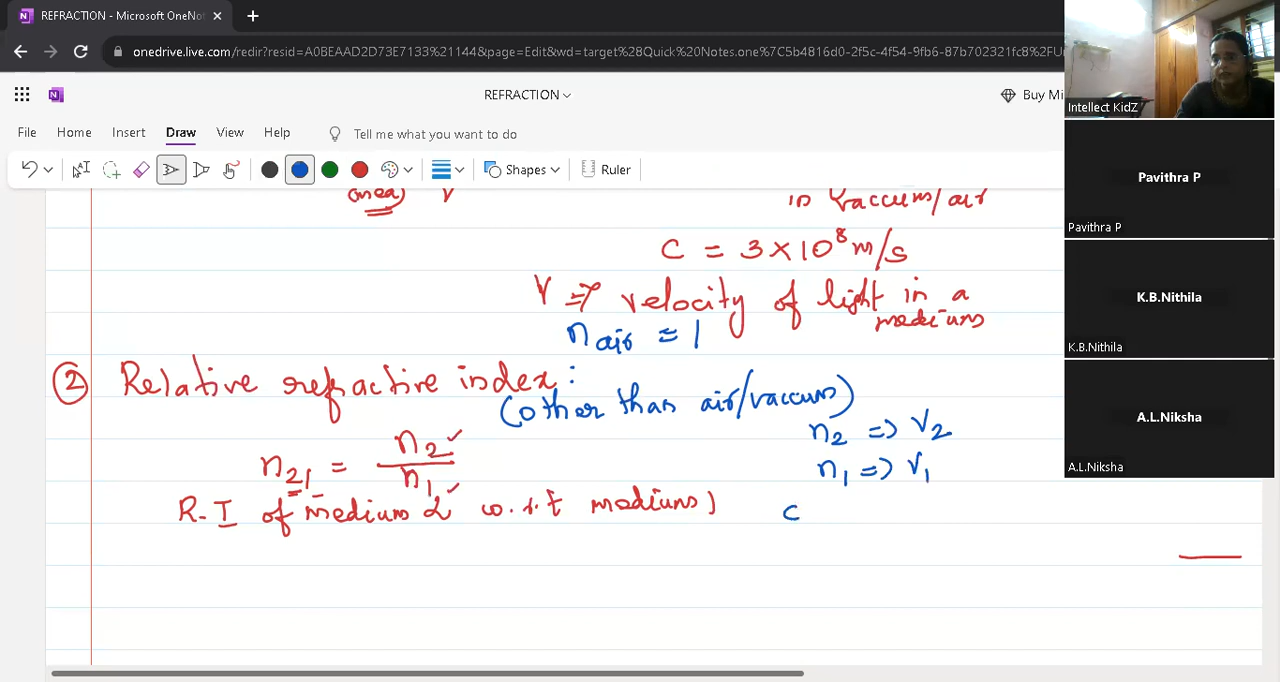 REFRACTION - Microsoft OneNot
onedrive.live.com/redir?resid=A0BEAAD2D73E7133%21144&page=Edit&wd=target%28Quick%20Notes.one%7C5b4816d0-2f5c-4f54-9fb6-87b702321fc8%2FU
REFRACTION
Buy Mi
File Home Insert Draw View Help Tell me what you want to do
Shapes Ruler
Intellect KidZ
Pavithra P
Pavithra P
K.B.Nithila
K.B.Nithila
A.L.Niksha
A.L.Niksha
in vaccum/air
C = 3×10⁸ m/s
V => velocity of light in a
medium
n air ≈ 1
② Relative refractive index:
(other than air/vaccum)
n₂₁ = n₂/n₁
n₂ => V₂
n₁ => V₁
R.I of medium 2 w.r.t medium 1
C